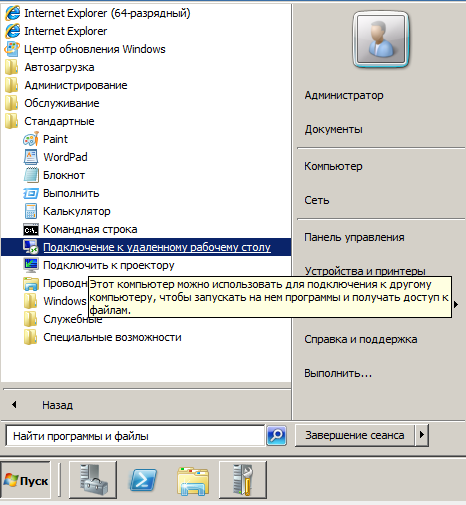 Internet Explorer (64-разрядный)
Internet Explorer
Центр обновления Windows
Автозагрузка
Администрирование
Обслуживание
Стандартные
Paint
WordPad
Блокнот
Выполнить
Калькулятор
Командная строка
Подключение к удаленному рабочему столу
Подключить к проектору
Windows
Служебные
Специальные возможности
Этот компьютер можно использовать для подключения к другому
компьютеру, чтобы запускать на нем программы и получать доступ к
файлам.
Назад
Найти программы и файлы
Администратор
Документы
Компьютер
Сеть
Панель управления
Устройства и принтеры
Справка и поддержка
Выполнить...
Завершение сеанса
Пуск